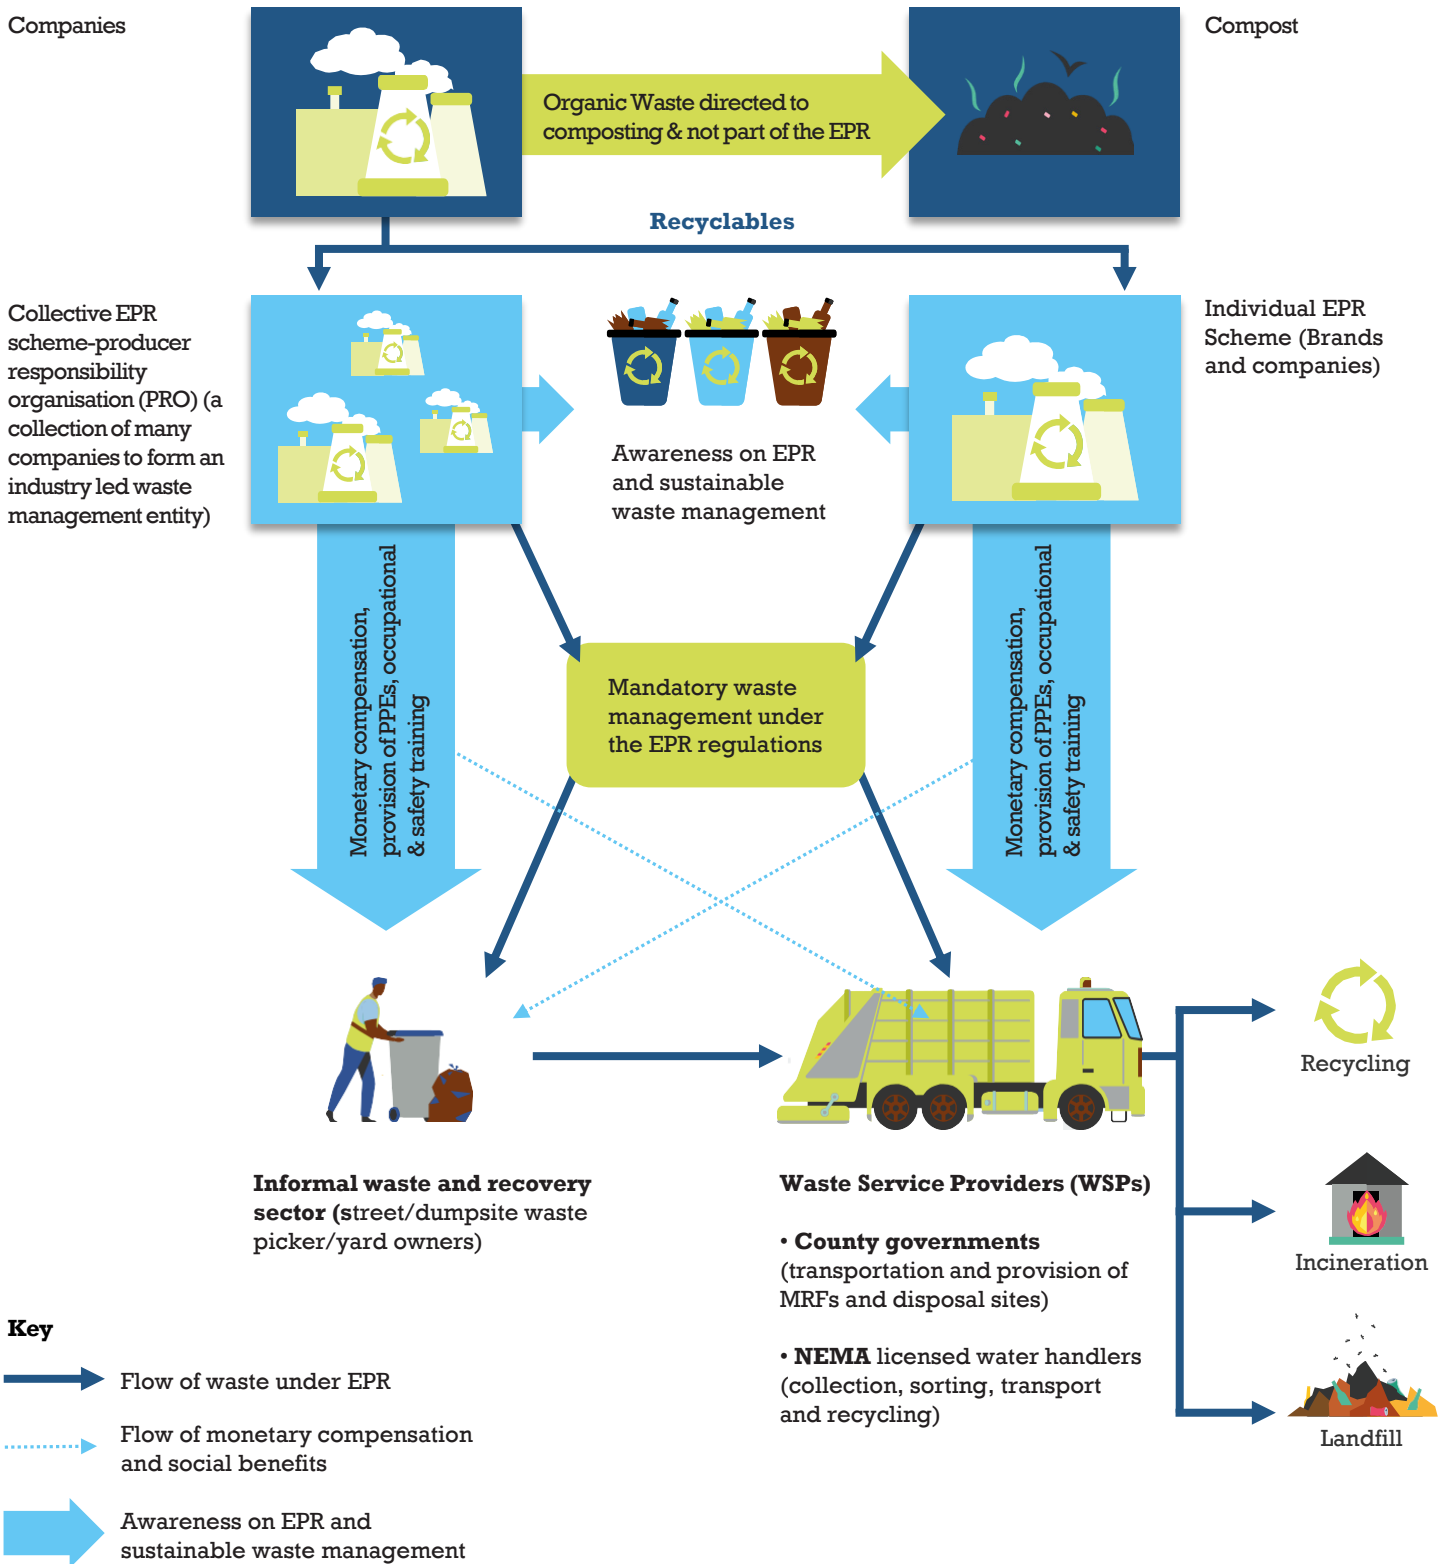 Companies
Organic Waste directed to
composting & not part of the EPR
Compost
Recyclables
Collective EPR
scheme-producer
responsibility
organisation (PRO) (a
collection of many
companies to form an
industry led waste
management entity)
Awareness on EPR
and sustainable
waste management
Individual EPR
Scheme (Brands
and companies)
Monetary compensation,
provision of PPEs, occupational
& safety training
Mandatory waste
management under
the EPR regulations
Monetary compensation,
provision of PPEs, occupational
& safety training
Informal waste and recovery
sector (street/dumpsite waste
picker/yard owners)
Waste Service Providers (WSPs)
• County governments
(transportation and provision of
MRFs and disposal sites)
• NEMA licensed water handlers
(collection, sorting, transport
and recycling)
Recycling
Incineration
Landfill
Key
Flow of waste under EPR
Flow of monetary compensation
and social benefits
Awareness on EPR and
sustainable waste management